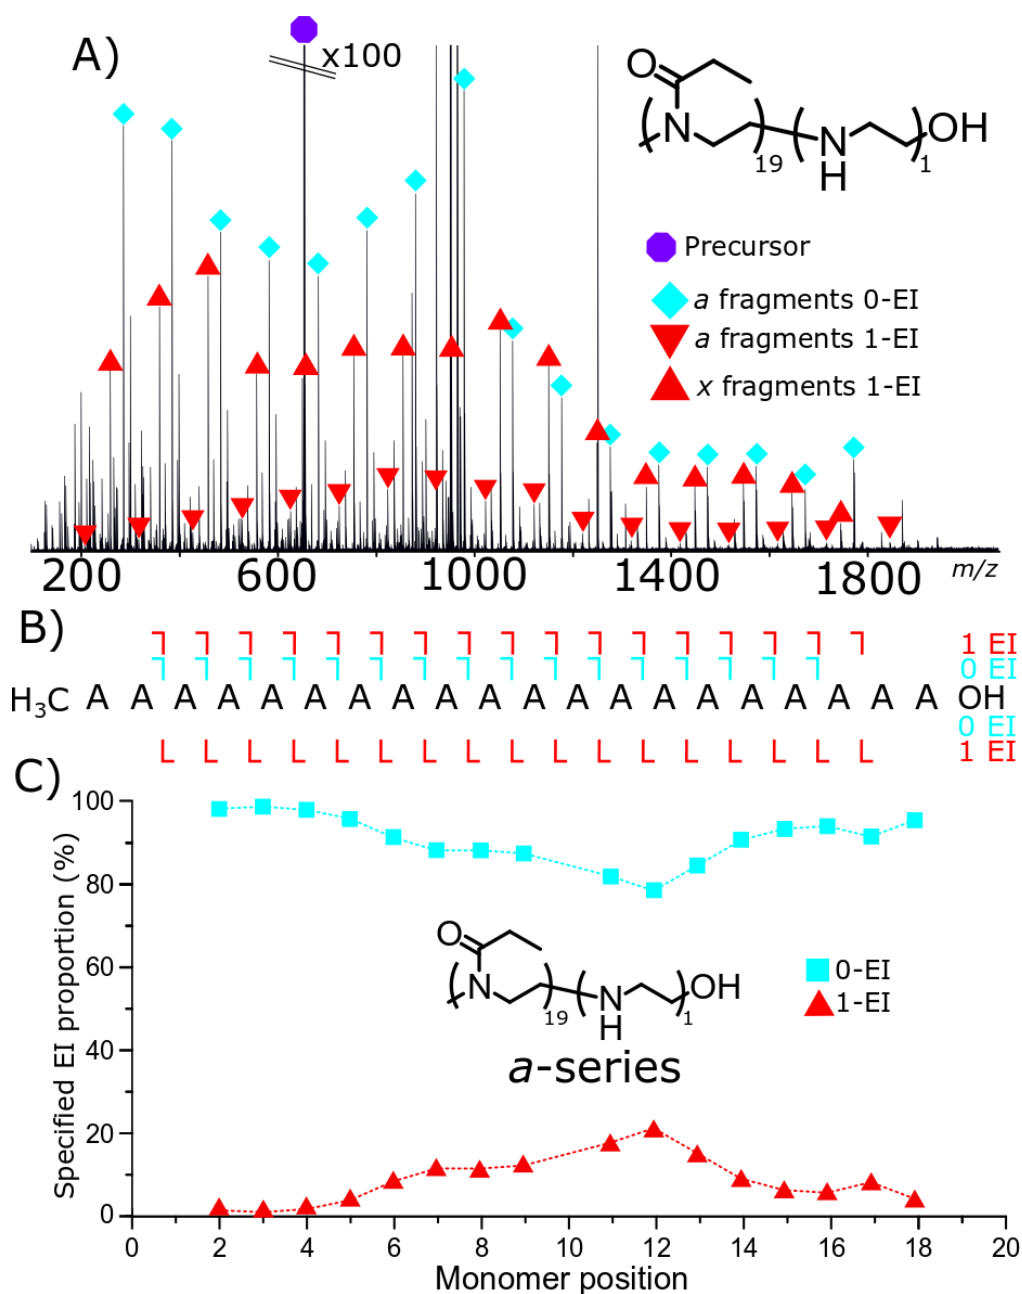 A)
x100
O
N
19
N
H
1
OH
Precursor
a fragments 0-EI
a fragments 1-EI
x fragments 1-EI
200 600 1000 1400 1800 m/z
B)
1 EI
0 EI
H3C A A A A A A A A A A A A A A A A A A A A OH
0 EI
1 EI
C)
Specified EI proportion (%)
100
80
60
40
20
0
O
N
19
N
H
1
OH
a-series
0-EI
1-EI
0 2 4 6 8 10 12 14 16 18 20
Monomer position